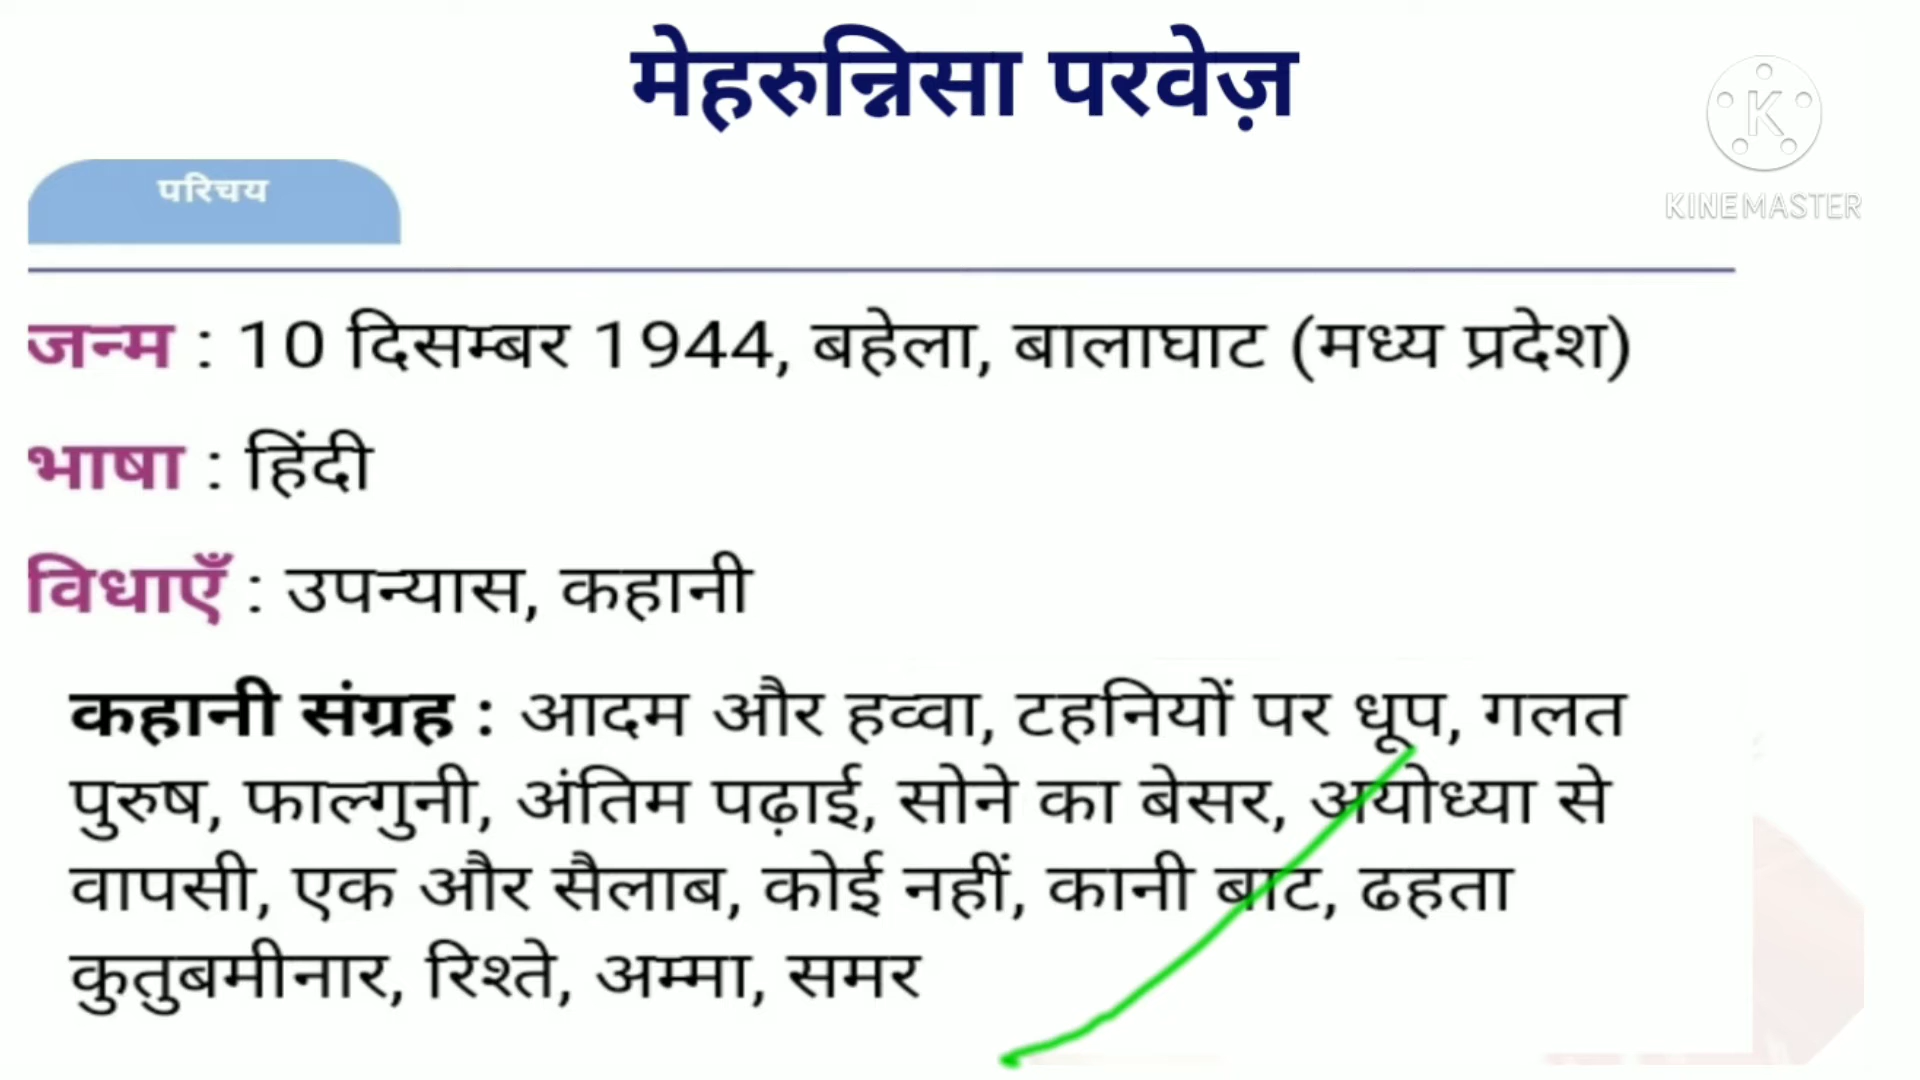 मेहरुन्निसा परवेज़
K
KINEMASTER
परिचय
जन्म : 10 दिसम्बर 1944, बहेला, बालाघाट (मध्य प्रदेश)
भाषा : हिंदी
विधाएँ : उपन्यास, कहानी
कहानी संग्रह : आदम और हव्वा, टहनियों पर धूप, गलत
पुरुष, फाल्गुनी, अंतिम पढ़ाई, सोने का बेसर, अयोध्या से
वापसी, एक और सैलाब, कोई नहीं, कानी बाट, ढहता
कुतुबमीनार, रिश्ते, अम्मा, समर